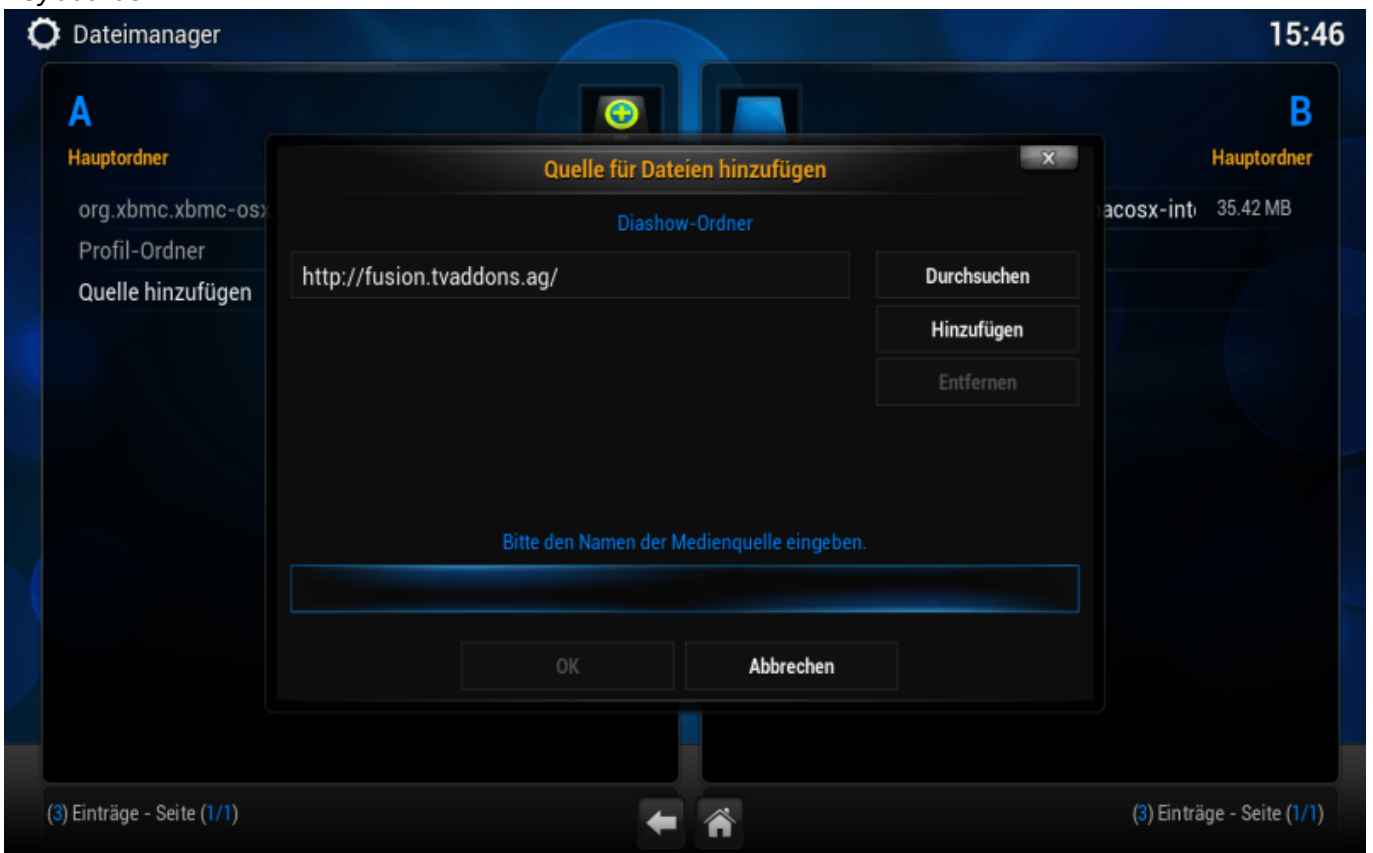 Dateimanager
15:46
A
B
Hauptordner
Quelle für Dateien hinzufügen
x
Hauptordner
org.xbmc.xbmc-osx
Diashow-Ordner
acosx-int
35.42 MB
Profil-Ordner
http://fusion.tvaddons.ag/
Durchsuchen
Quelle hinzufügen
Hinzufügen
Entfernen
Bitte den Namen der Medienquelle eingeben.
OK
Abbrechen
(3) Einträge - Seite (1/1)
(3) Einträge - Seite (1/1)